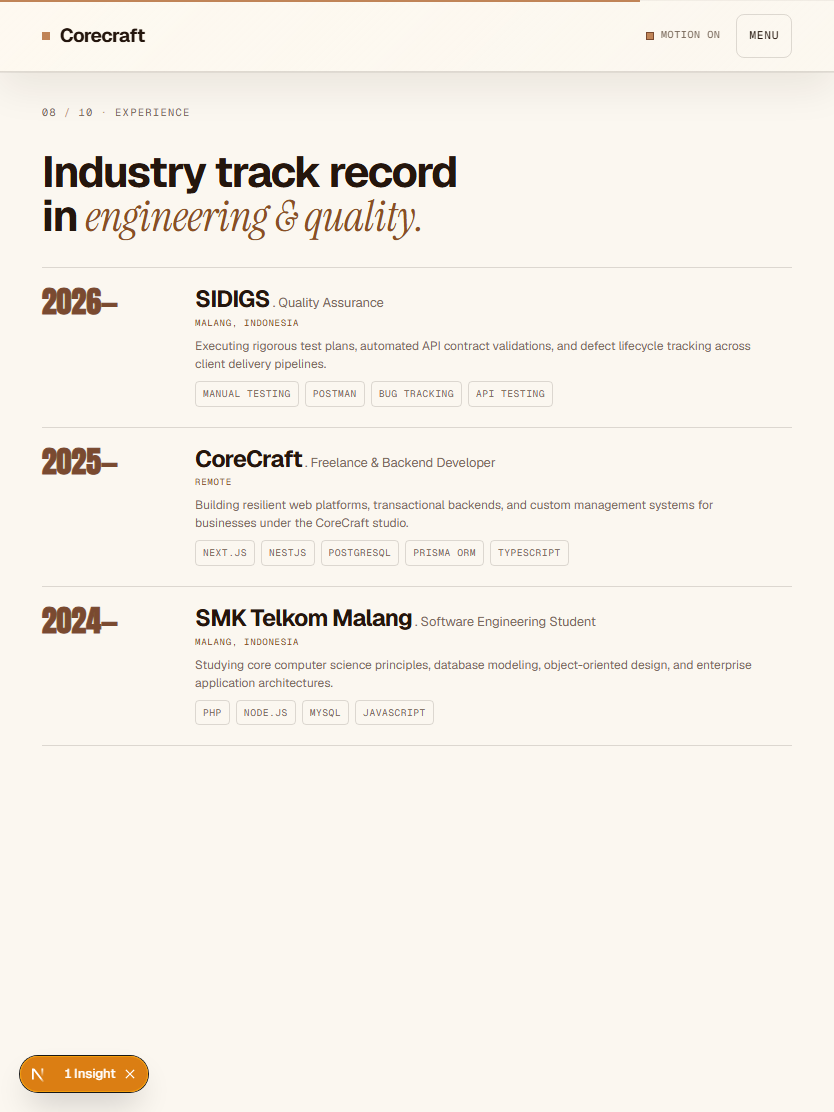 Corecraft
MOTION ON
MENU
08 / 10 · EXPERIENCE
Industry track record
in engineering & quality.
2026—
SIDIGS . Quality Assurance
MALANG, INDONESIA
Executing rigorous test plans, automated API contract validations, and defect lifecycle tracking across
client delivery pipelines.
MANUAL TESTING
POSTMAN
BUG TRACKING
API TESTING
2025—
CoreCraft . Freelance & Backend Developer
REMOTE
Building resilient web platforms, transactional backends, and custom management systems for
businesses under the CoreCraft studio.
NEXT.JS
NESTJS
POSTGRESQL
PRISMA ORM
TYPESCRIPT
2024—
SMK Telkom Malang . Software Engineering Student
MALANG, INDONESIA
Studying core computer science principles, database modeling, object-oriented design, and enterprise
application architectures.
PHP
NODE.JS
MYSQL
JAVASCRIPT
1 Insight